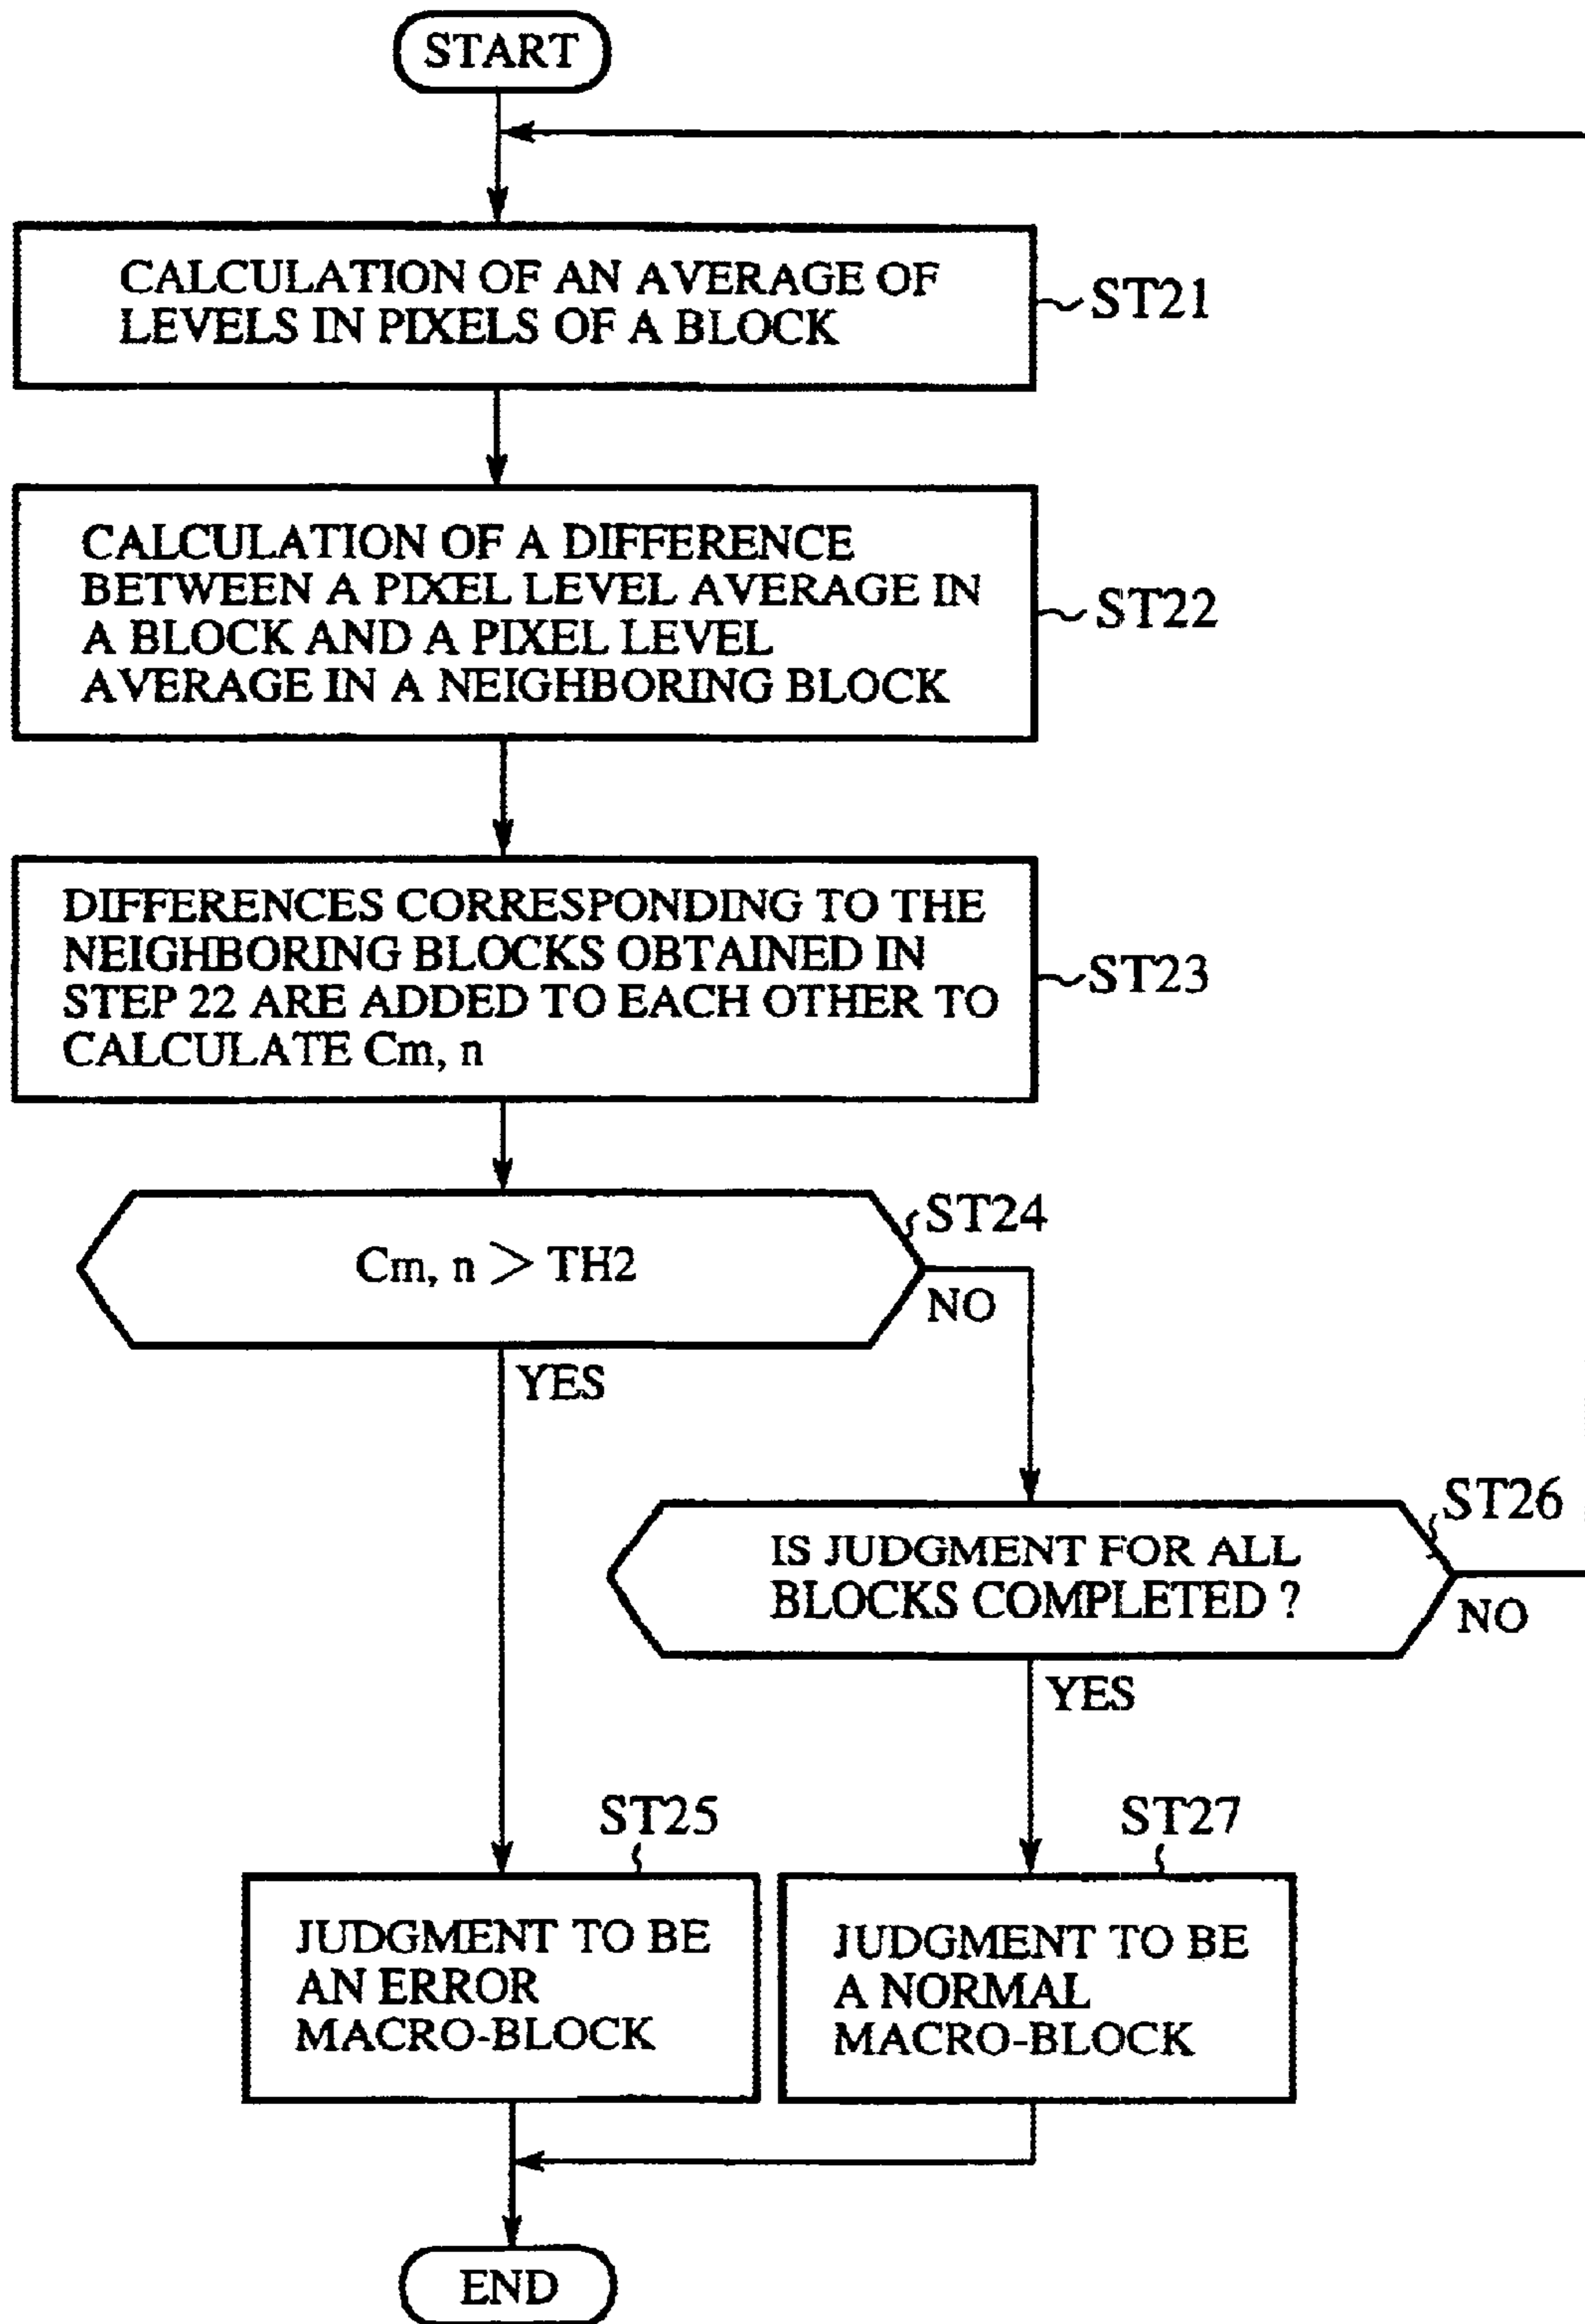 START
CALCULATION OF AN AVERAGE OF
LEVELS IN PIXELS OF A BLOCK
ST21
CALCULATION OF A DIFFERENCE
BETWEEN A PIXEL LEVEL AVERAGE IN
A BLOCK AND A PIXEL LEVEL
AVERAGE IN A NEIGHBORING BLOCK
ST22
DIFFERENCES CORRESPONDING TO THE
NEIGHBORING BLOCKS OBTAINED IN
STEP 22 ARE ADDED TO EACH OTHER TO
CALCULATE Cm, n
ST23
ST24
Cm, n > TH2
NO
YES
ST26
IS JUDGMENT FOR ALL
BLOCKS COMPLETED ?
NO
YES
ST25
JUDGMENT TO BE
AN ERROR
MACRO-BLOCK
ST27
JUDGMENT TO BE
A NORMAL
MACRO-BLOCK
END